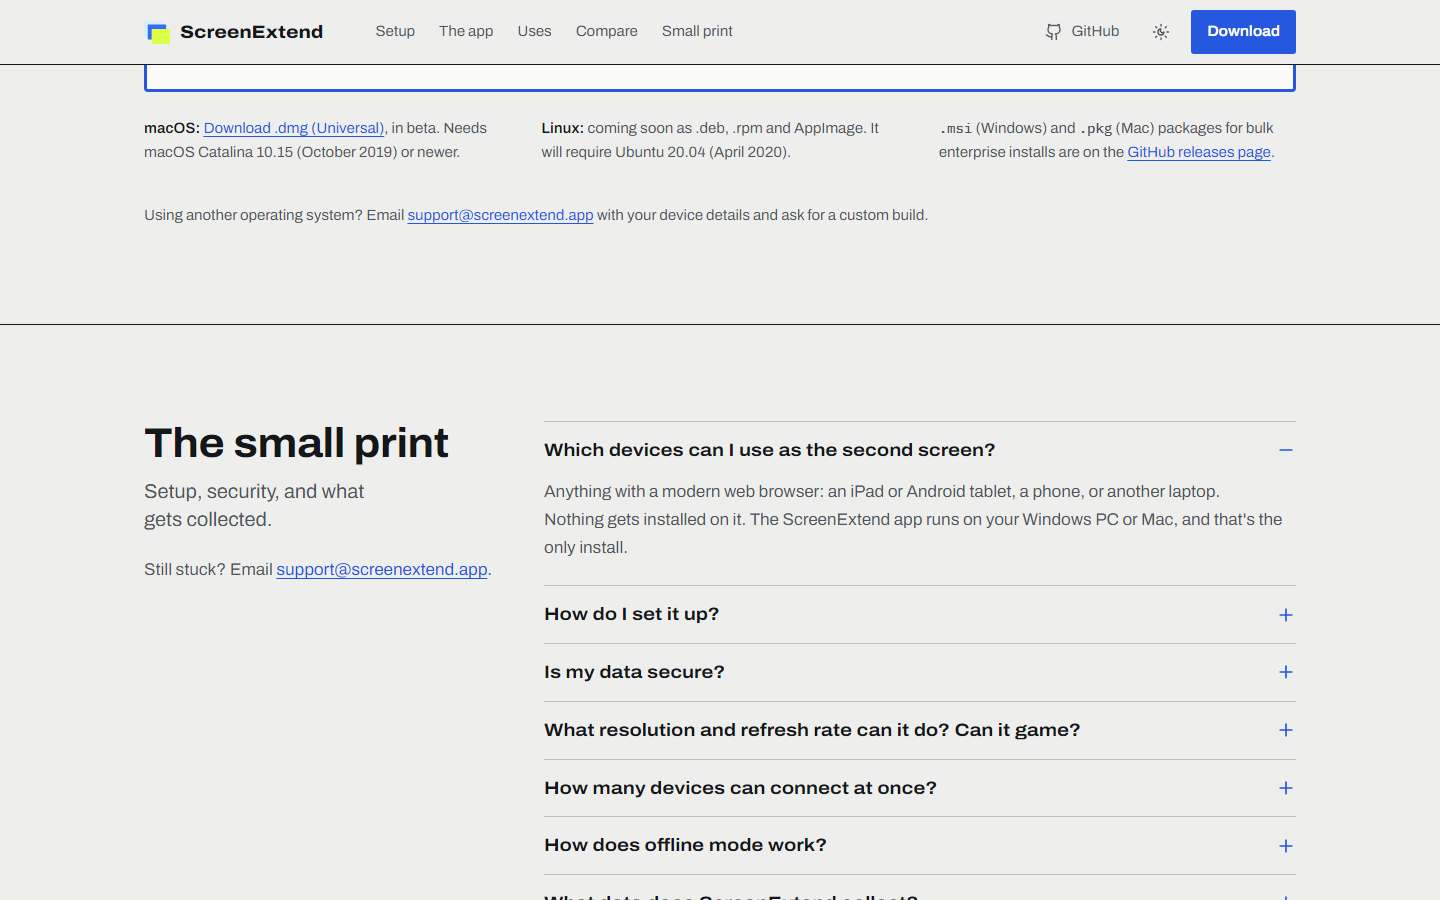 ScreenExtend
Setup
The app
Uses
Compare
Small print
GitHub
Download
macOS: Download .dmg (Universal), in beta. Needs
macOS Catalina 10.15 (October 2019) or newer.
Linux: coming soon as .deb, .rpm and AppImage. It
will require Ubuntu 20.04 (April 2020).
.msi (Windows) and .pkg (Mac) packages for bulk
enterprise installs are on the GitHub releases page.
Using another operating system? Email support@screenextend.app with your device details and ask for a custom build.
The small print
Setup, security, and what
gets collected.
Still stuck? Email support@screenextend.app.
Which devices can I use as the second screen?
Anything with a modern web browser: an iPad or Android tablet, a phone, or another laptop.
Nothing gets installed on it. The ScreenExtend app runs on your Windows PC or Mac, and that's the
only install.
How do I set it up?
Is my data secure?
What resolution and refresh rate can it do? Can it game?
How many devices can connect at once?
How does offline mode work?
What data does ScreenExtend collect?